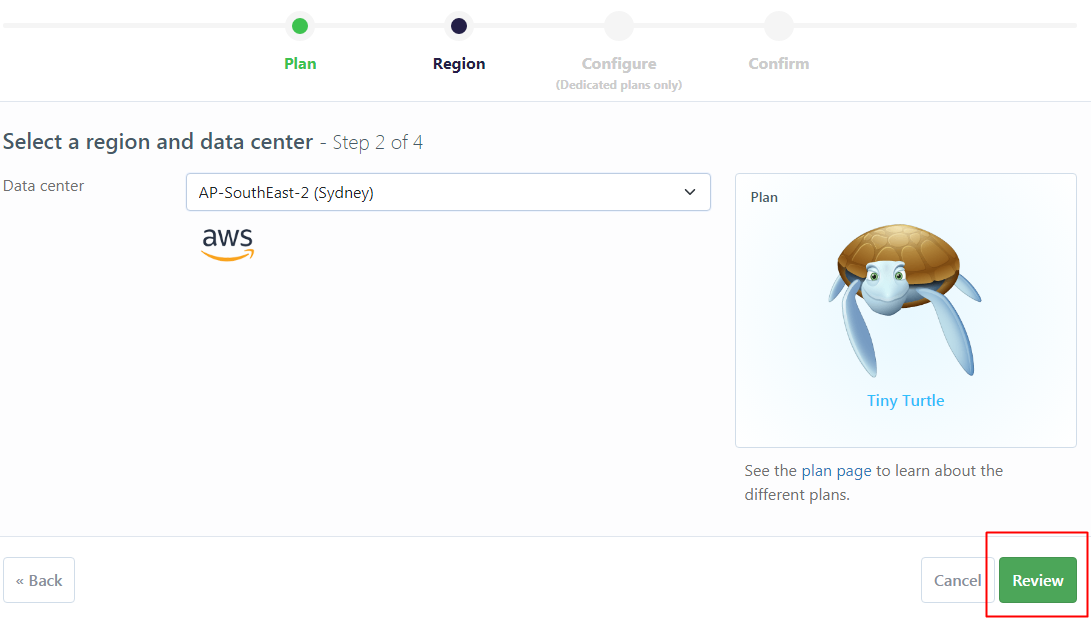 Plan
Region
Configure
Confirm
(Dedicated plans only)
Select a region and data center - Step 2 of 4
Data center
AP-SouthEast-2 (Sydney)
aws
Plan
Tiny Turtle
See the plan page to learn about the
different plans.
« Back
Cancel
Review